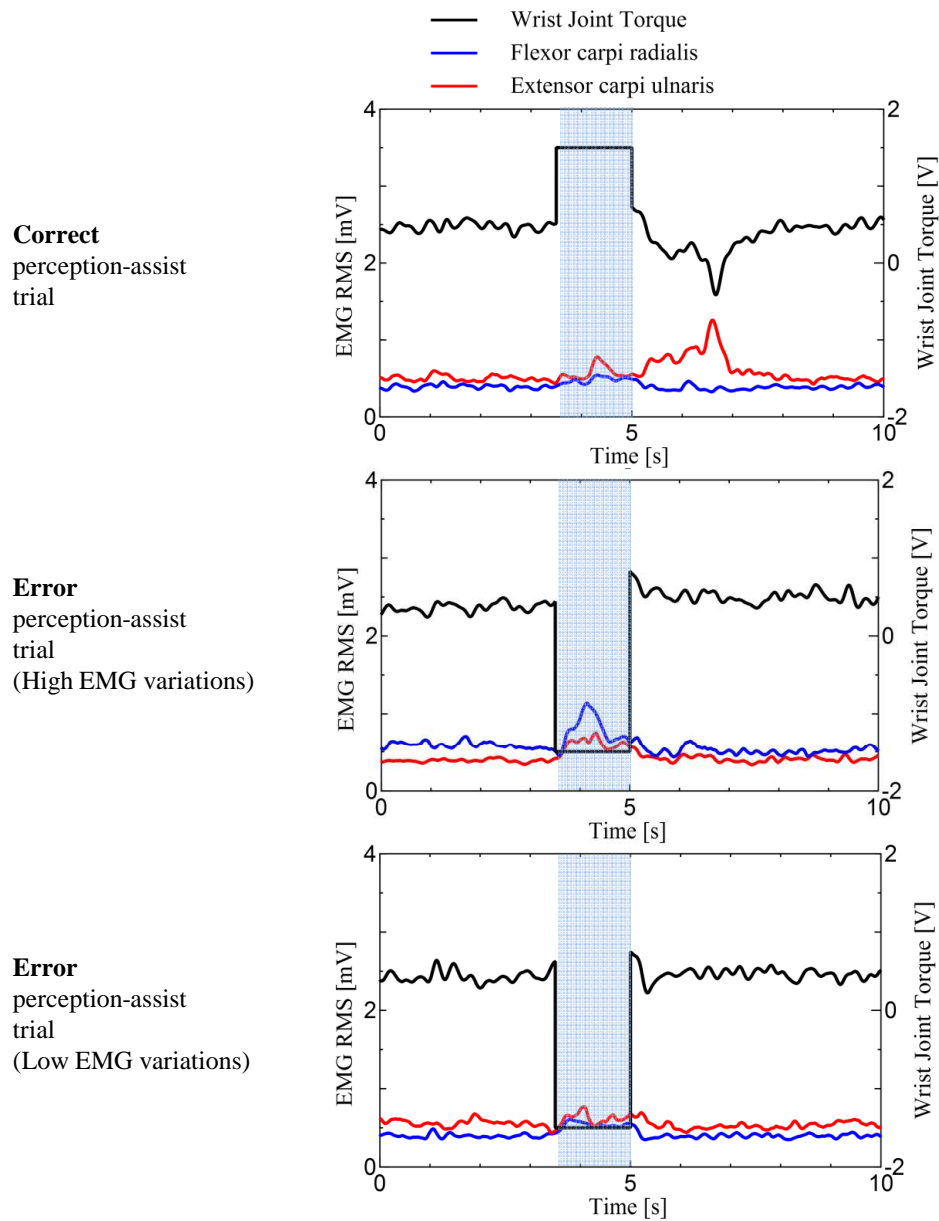 Wrist Joint Torque
Flexor carpi radialis
Extensor carpi ulnaris
Correct
perception-assist
trial
EMG RMS [mV]
4
2
0
2
0
-2
Wrist Joint Torque [V]
0
5
10
Time [s]
Error
perception-assist
trial
(High EMG variations)
EMG RMS [mV]
4
2
0
2
0
-2
Wrist Joint Torque [V]
0
5
10
Time [s]
Error
perception-assist
trial
(Low EMG variations)
EMG RMS [mV]
4
2
0
2
0
-2
Wrist Joint Torque [V]
0
5
10
Time [s]